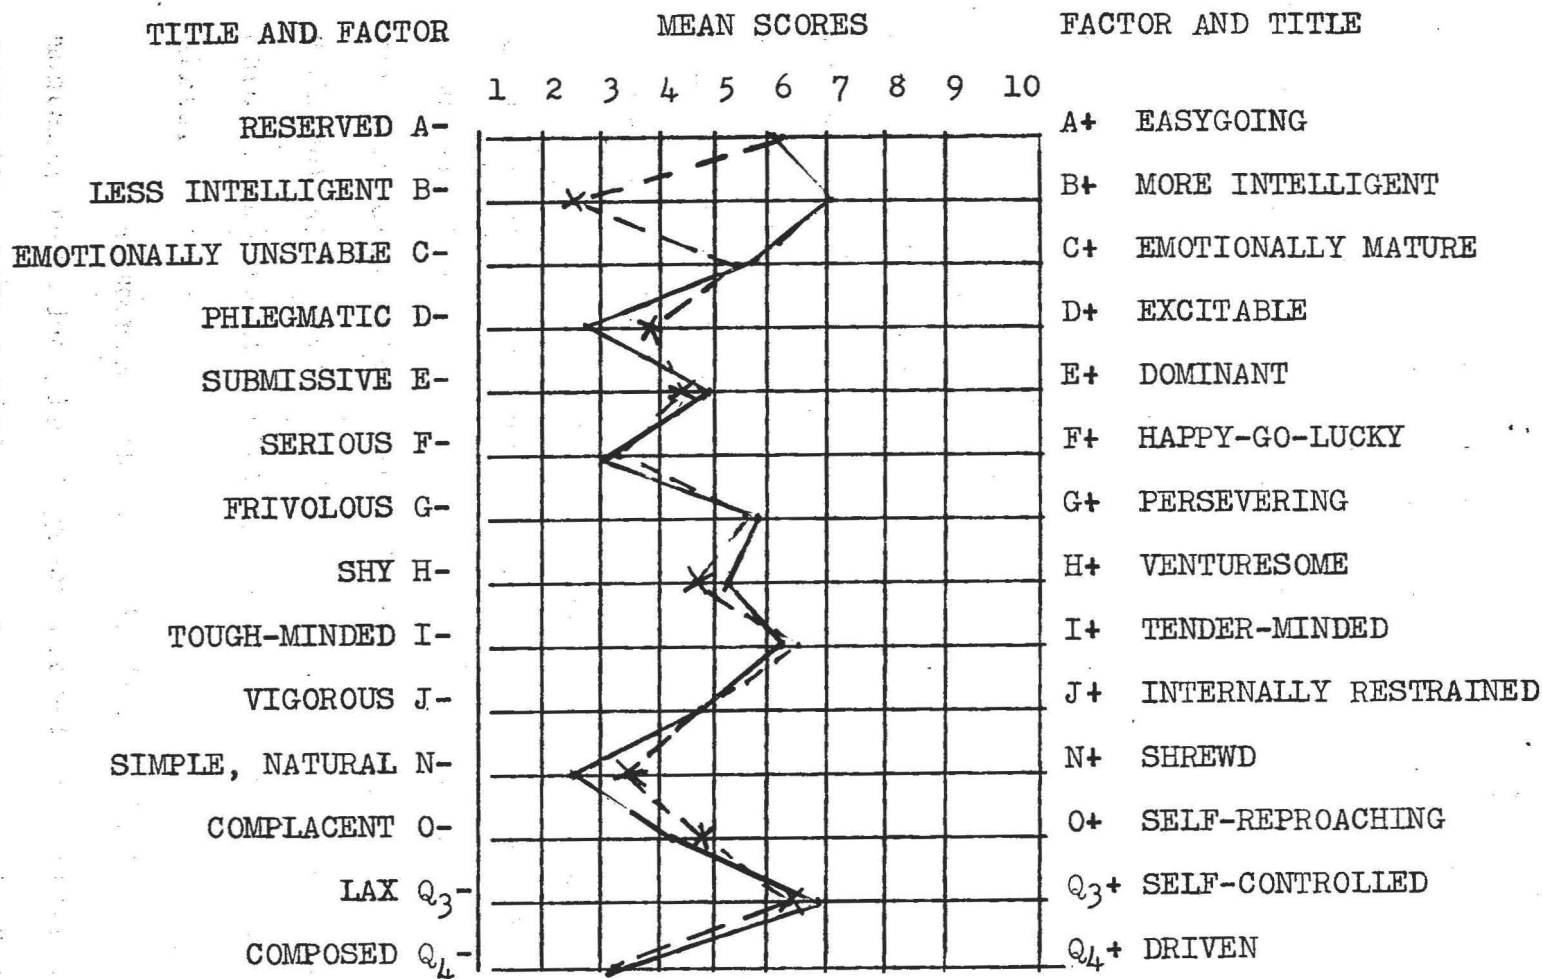 TITLE AND FACTOR MEAN SCORES FACTOR AND TITLE
1 2 3 4 5 6 7 8 9 10
RESERVED A- A+ EASYGOING
LESS INTELLIGENT B- B+ MORE INTELLIGENT
EMOTIONALLY UNSTABLE C- C+ EMOTIONALLY MATURE
PHLEGMATIC D- D+ EXCITABLE
SUBMISSIVE E- E+ DOMINANT
SERIOUS F- F+ HAPPY-GO-LUCKY
FRIVOLOUS G- G+ PERSEVERING
SHY H- H+ VENTURESOME
TOUGH-MINDED I- I+ TENDER-MINDED
VIGOROUS J- J+ INTERNALLY RESTRAINED
SIMPLE, NATURAL N- N+ SHREWD
COMPLACENT O- O+ SELF-REPROACHING
LAX Q3- Q3+ SELF-CONTROLLED
COMPOSED Q4- Q4+ DRIVEN